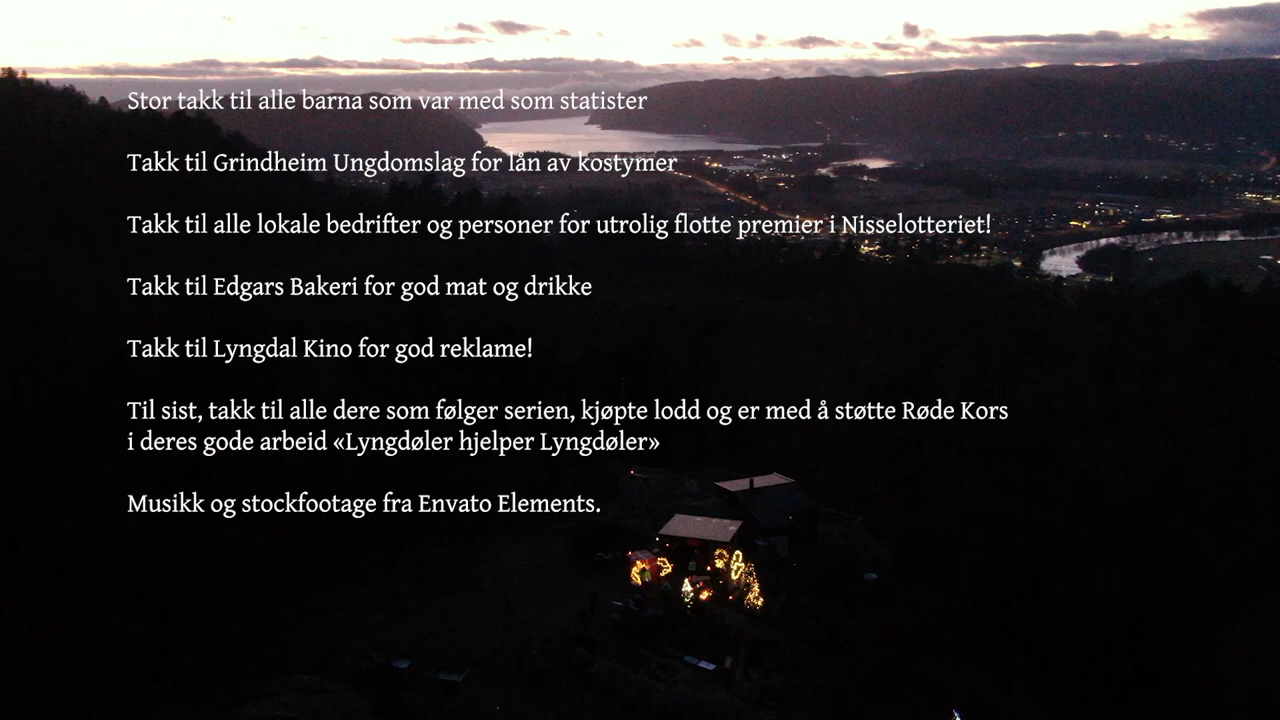 Stor takk til alle barna som var med som statister
Takk til Grindheim Ungdomslag for lån av kostymer
Takk til alle lokale bedrifter og personer for utrolig flotte premier i Nisselotteriet!
Takk til Edgars Bakeri for god mat og drikke
Takk til Lyngdal Kino for god reklame!
Til sist, takk til alle dere som følger serien, kjøpte lodd og er med å støtte Røde Kors
i deres gode arbeid «Lyngdøler hjelper Lyngdøler»
Musikk og stockfootage fra Envato Elements.